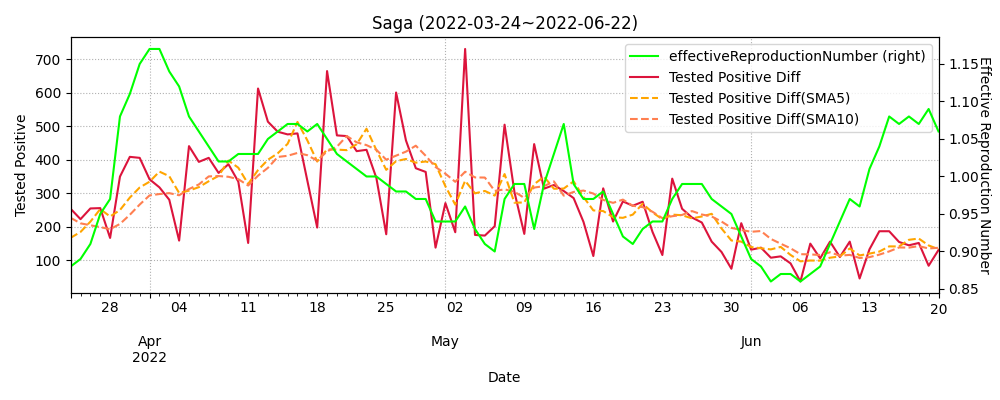 Saga (2022-03-24~2022-06-22)
effectiveReproductionNumber (right)
Tested Positive Diff
Tested Positive Diff(SMA5)
Tested Positive Diff(SMA10)
Tested Positive
700
600
500
400
300
200
100
1.15
1.10
1.05
1.00
0.95
0.90
0.85
Effective Reproduction Number
28 04 11 18 25 02 09 16 23 30 06 13 20
Apr May Jun
2022
Date